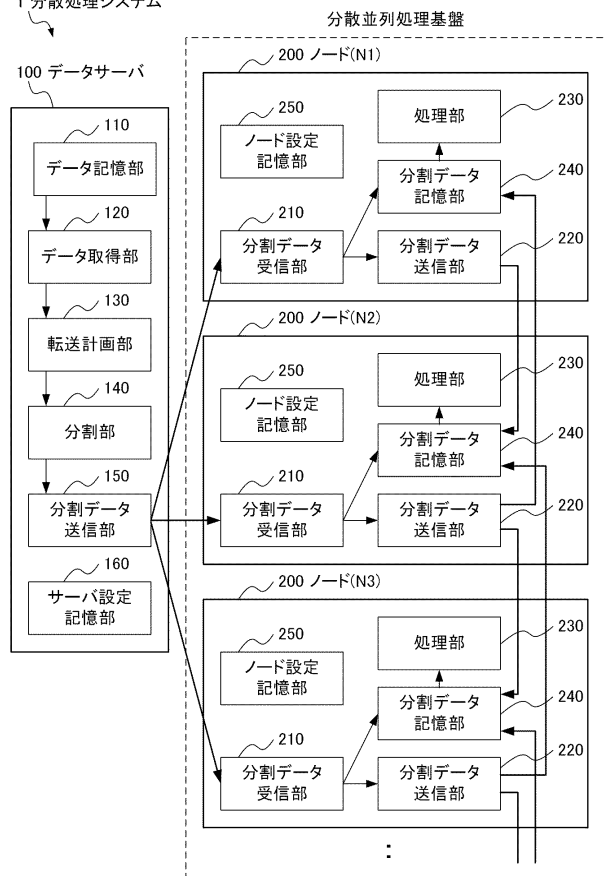 1 分散処理システム
分散並列処理基盤
100 データサーバ
110
データ記憶部
120
データ取得部
130
転送計画部
140
分割部
150
分割データ
送信部
160
サーバ設定
記憶部
200 ノード(N1)
250
ノード設定
記憶部
230
処理部
240
分割データ
記憶部
210
分割データ
受信部
220
分割データ
送信部
200 ノード(N2)
250
ノード設定
記憶部
230
処理部
240
分割データ
記憶部
210
分割データ
受信部
220
分割データ
送信部
200 ノード(N3)
250
ノード設定
記憶部
230
処理部
240
分割データ
記憶部
210
分割データ
受信部
220
分割データ
送信部
: